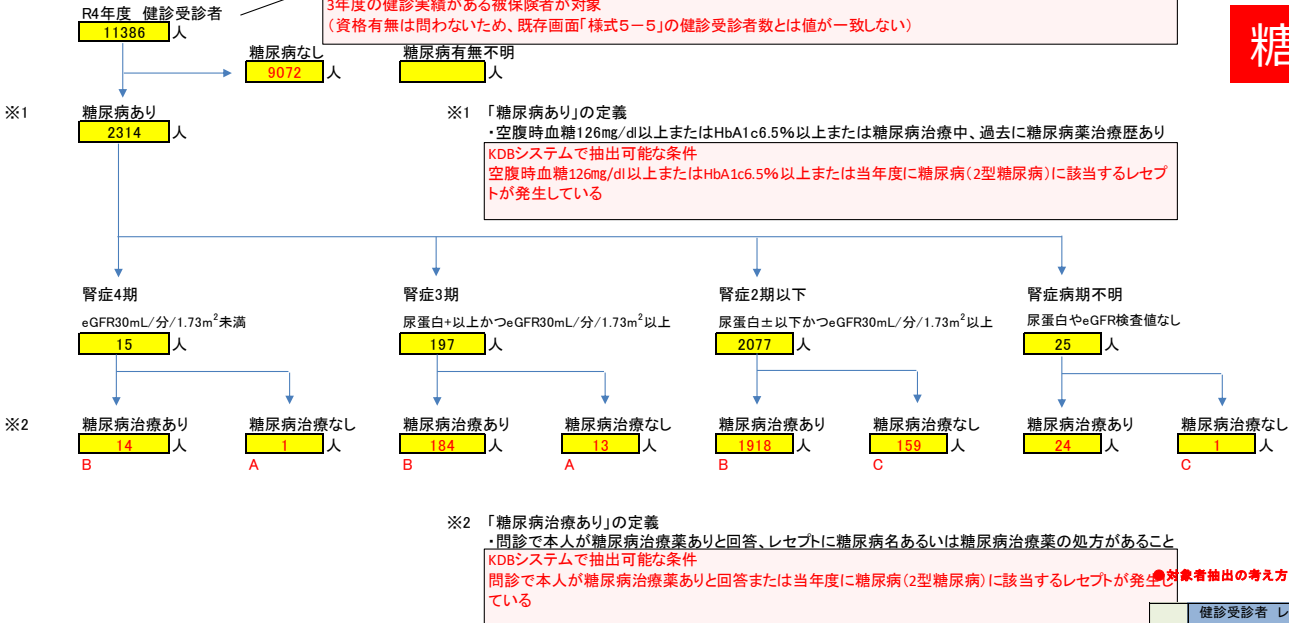 3年度の健診実績がある被保険者が対象
(資格有無は問わないため、既存画面「様式5-5」の健診受診者数とは値が一致しない)
R4年度 健診受診者
11386 人
糖尿病なし 糖尿病有無不明
9072 人 人
糖
※1 糖尿病あり
2314 人
※1 「糖尿病あり」の定義
・空腹時血糖126㎎/dl以上またはHbA1c6.5%以上または糖尿病治療中、過去に糖尿病薬治療歴あり
KDBシステムで抽出可能な条件
空腹時血糖126㎎/dl以上またはHbA1c6.5%以上または当年度に糖尿病(2型糖尿病)に該当するレセプ
トが発生している
腎症4期 腎症3期 腎症2期以下 腎症病期不明
eGFR30mL/分/1.73m²未満 尿蛋白+以上かつeGFR30mL/分/1.73m²以上 尿蛋白±以下かつeGFR30mL/分/1.73m²以上 尿蛋白やeGFR検査値なし
15 人 197 人 2077 人 25 人
※2 糖尿病治療あり 糖尿病治療なし 糖尿病治療あり 糖尿病治療なし 糖尿病治療あり 糖尿病治療なし 糖尿病治療あり 糖尿病治療なし
14 人 1 人 184 人 13 人 1918 人 159 人 24 人 1 人
B A B A B C C
※2 「糖尿病治療あり」の定義
・問診で本人が糖尿病治療薬ありと回答、レセプトに糖尿病名あるいは糖尿病治療薬の処方があること
KDBシステムで抽出可能な条件
問診で本人が糖尿病治療薬ありと回答または当年度に糖尿病(2型糖尿病)に該当するレセプトが発生し
ている
●対象者抽出の考え方
健診受診者 レ